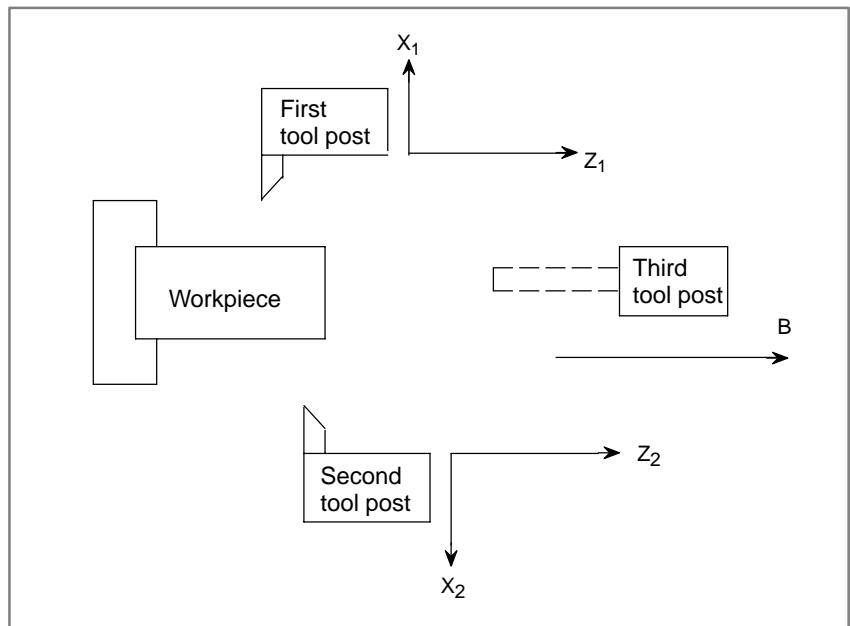 X1
First
tool post
Z1
Workpiece
Third
tool post
B
Second
tool post
Z2
X2